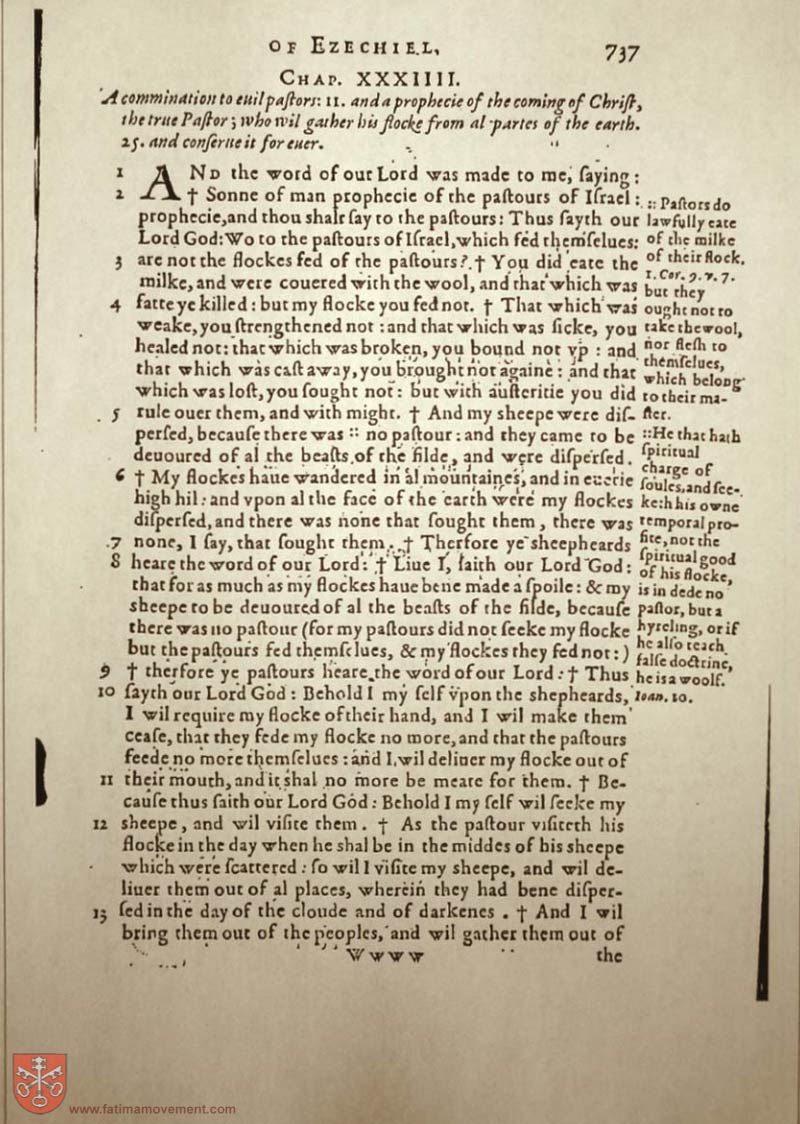 OF EZECHIEL,
737
CHAP. XXXIIII.
A commination to euil paſtors: 11. and a prophecie of the coming of Chriſt,
the true Paſtor; who wil gather his flocke from al partes of the earth.
25. and conſerue it for euer.
1 AND the word of our Lord was made to me, ſaying:
2 † Sonne of man prophecie of the paſtours of Iſrael:
prophecie, and thou shalt ſay to the paſtours: Thus ſayth our
Lord God: Wo to the paſtours of Iſrael, which fed themſelues:
3 are not the flockes fed of the paſtours? † You did eate the
milke, and were couered with the wool, and that which was
4 fatte ye killed: but my flocke you fed not. † That which was
weake, you ſtrengthened not: and that which was ſicke, you
healed not: that which was broken, you bound not vp: and
that which was caſt away, you brought not againe: and that
which was loſt, you ſought not: but with auſteritie you did
5 rule ouer them, and with might. † And my sheepe were diſ-
perſed, becauſe there was :: no paſtour: and they came to be
deuoured of al the beaſts of the filde, and were diſperſed.
6 † My flockes haue wandered in al mountaines, and in euerie
high hil: and vpon al the face of the earth were my flockes
diſperſed, and there was none that ſought them, there was
7 none, I ſay, that ſought them. † Therfore ye sheepheards
8 heare the word of our Lord: † Liue I, ſaith our Lord God:
that for as much as my flockes haue bene made a ſpoile: & my
sheepe to be deuoured of al the beaſts of the filde, becauſe
there was no paſtour (for my paſtours did not ſeeke my flocke
but the paſtours fed themſelues, & my flockes they fed not:)
9 † therfore ye paſtours heare the word of our Lord: † Thus
10 ſayth our Lord God: Behold I my ſelf vpon the shepheards,
I wil require my flocke of their hand, and I wil make them
ceaſe, that they fede my flocke no more, and that the paſtours
feede no more themſelues: and I wil deliuer my flocke out of
11 their mouth, and it shal no more be meate for them. † Be-
cauſe thus ſaith our Lord God: Behold I my ſelf wil ſeeke my
12 sheepe, and wil viſite them. † As the paſtour viſiteth his
flocke in the day when he shal be in the middes of his sheepe
which were ſcattered: ſo wil I viſite my sheepe, and wil de-
liuer them out of al places, wherein they had bene diſper-
13 ſed in the day of the cloude and of darkenes. † And I wil
bring them out of the peoples, and wil gather them out of
Wwww
the
:: Paſtors do
lawfully eate
of the milke
of their flock,
1. Cor. 9. v. 7.
but they
ought not to
take the wool,
nor flesh to
themſelues,
which belong
to their ma-
ſter.
:: He that hath
ſpiritual
charge of
ſoules, and ſee-
keth his owne
temporal pro-
fite, not the
ſpiritual good
of his flocke,
is in dede no
paſtor, but a
hyreling, or if
he alſo teach
falſe doctrine,
he is a woolf.
Ioan. 10.
www.fatimamovement.com